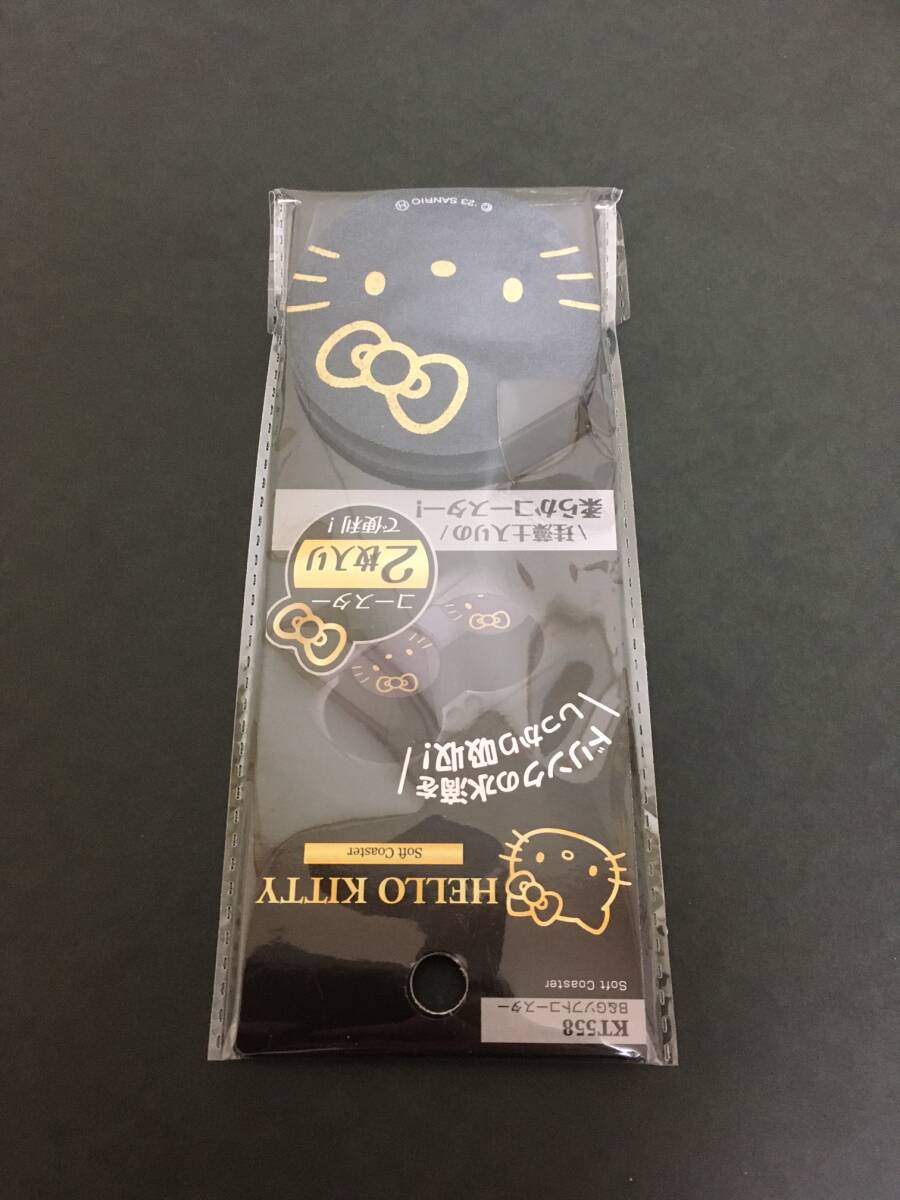 KT558
B&Gソフトコースター
Soft Coaster
HELLO KITTY
Soft Coaster
\ドリンクの水滴を
しっかり吸収!/
コースター
2枚入り
で便利!
\珪藻土入りの/
柔らかコースター!
© '23 SANRIO Ⓗ